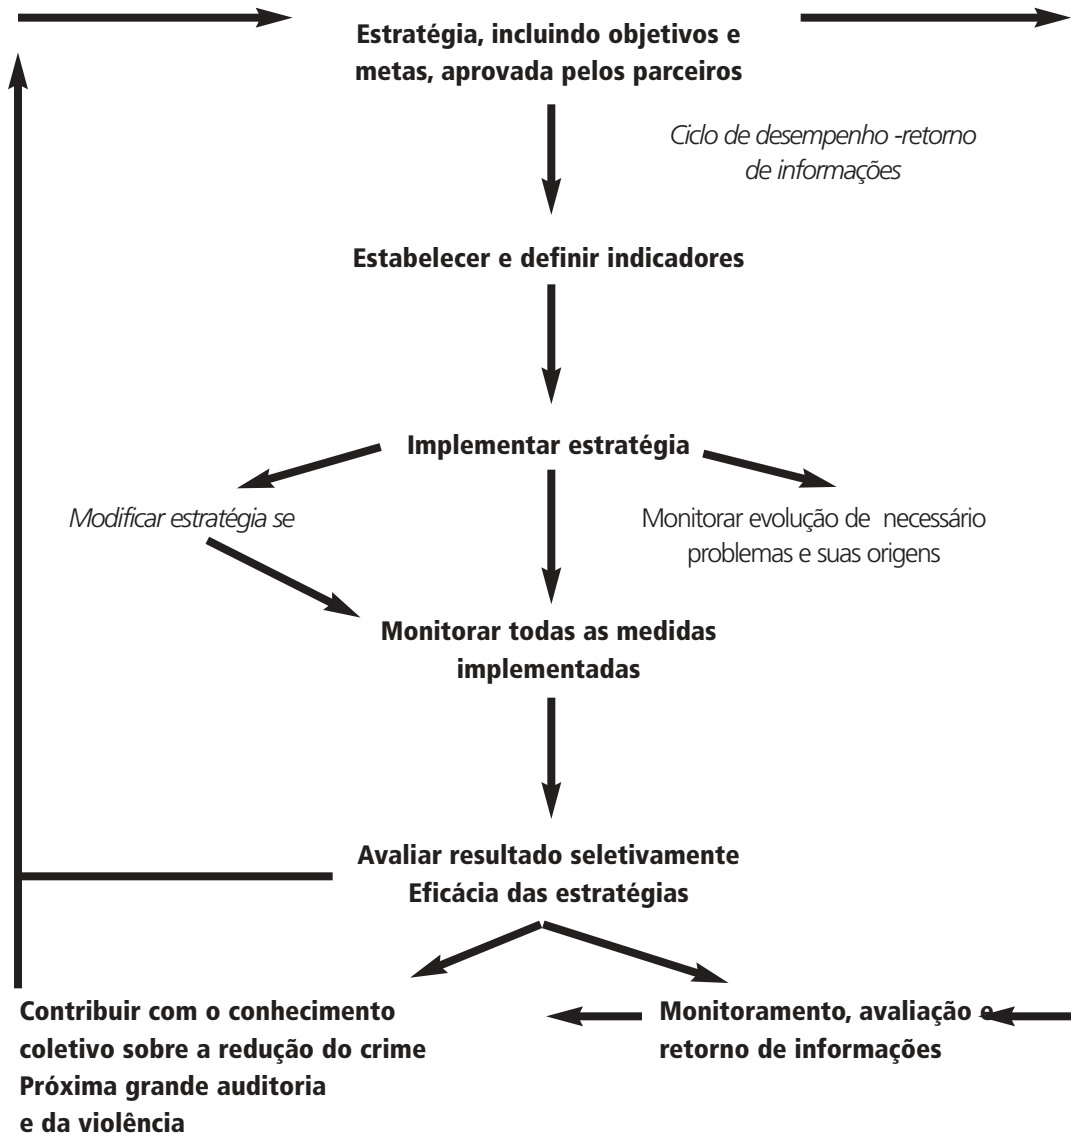 Estratégia, incluindo objetivos e
metas, aprovada pelos parceiros
Ciclo de desempenho -retorno
de informações
Estabelecer e definir indicadores
Implementar estratégia
Modificar estratégia se
Monitorar evolução de necessário
problemas e suas origens
Monitorar todas as medidas
implementadas
Avaliar resultado seletivamente
Eficácia das estratégias
Contribuir com o conhecimento
coletivo sobre a redução do crime
Próxima grande auditoria
e da violência
Monitoramento, avaliação e
retorno de informações